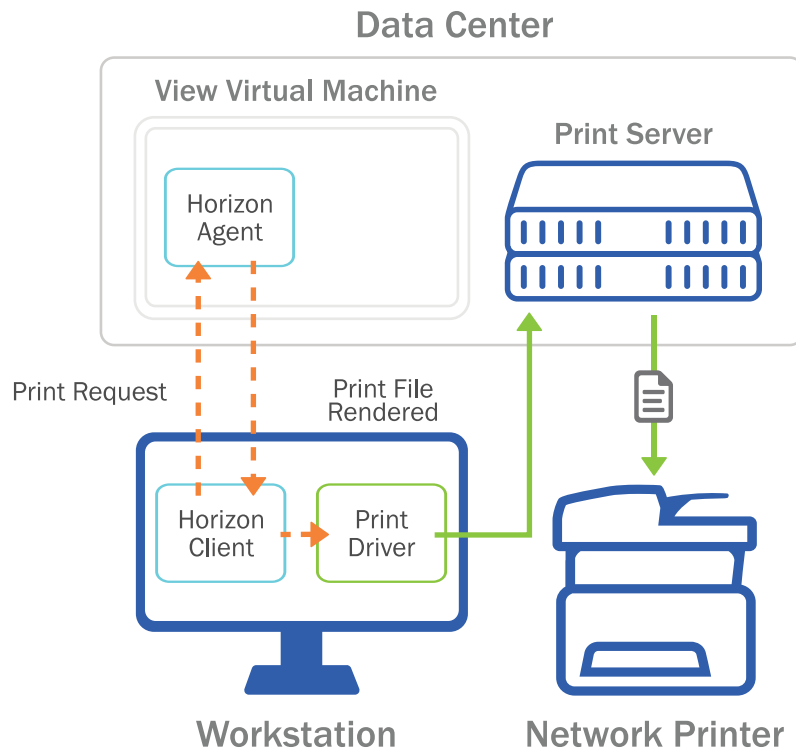 Data Center
View Virtual Machine
Print Server
Horizon
Agent
Print Request
Print File
Rendered
Horizon
Client
Print
Driver
Workstation
Network Printer